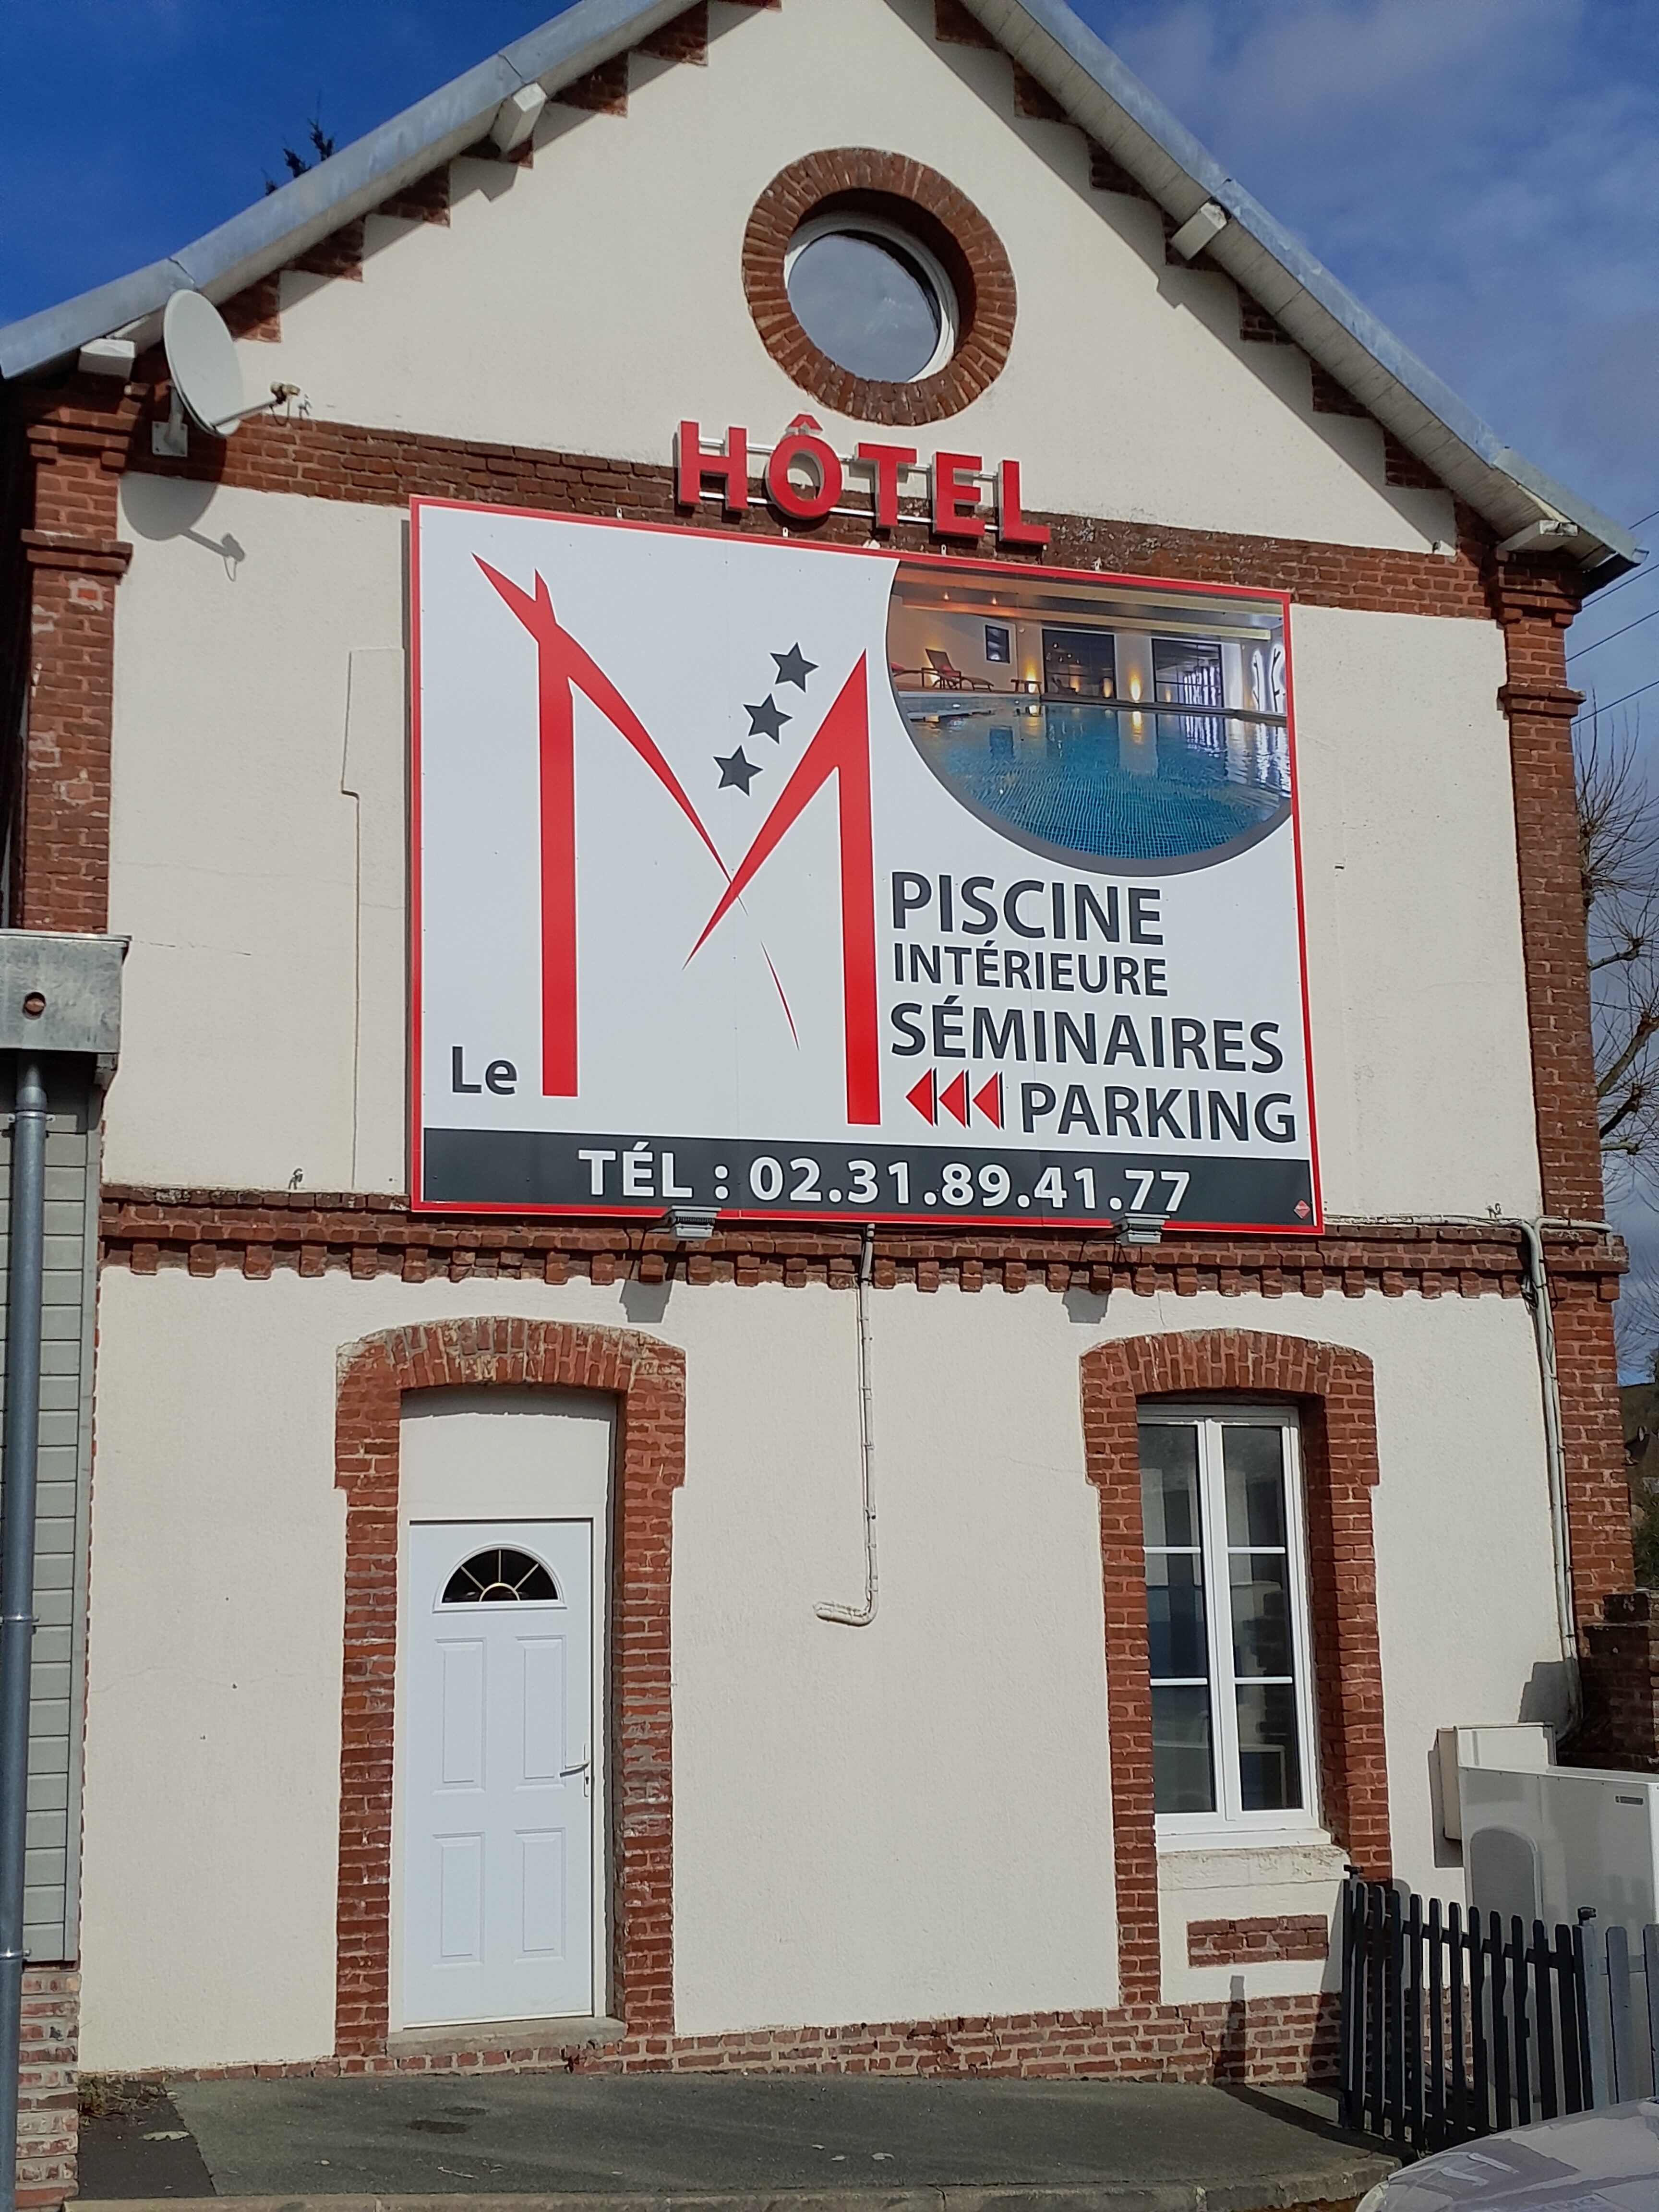 HÔTEL
Le M
PISCINE
INTÉRIEURE
SÉMINAIRES
PARKING
TÉL : 02.31.89.41.77